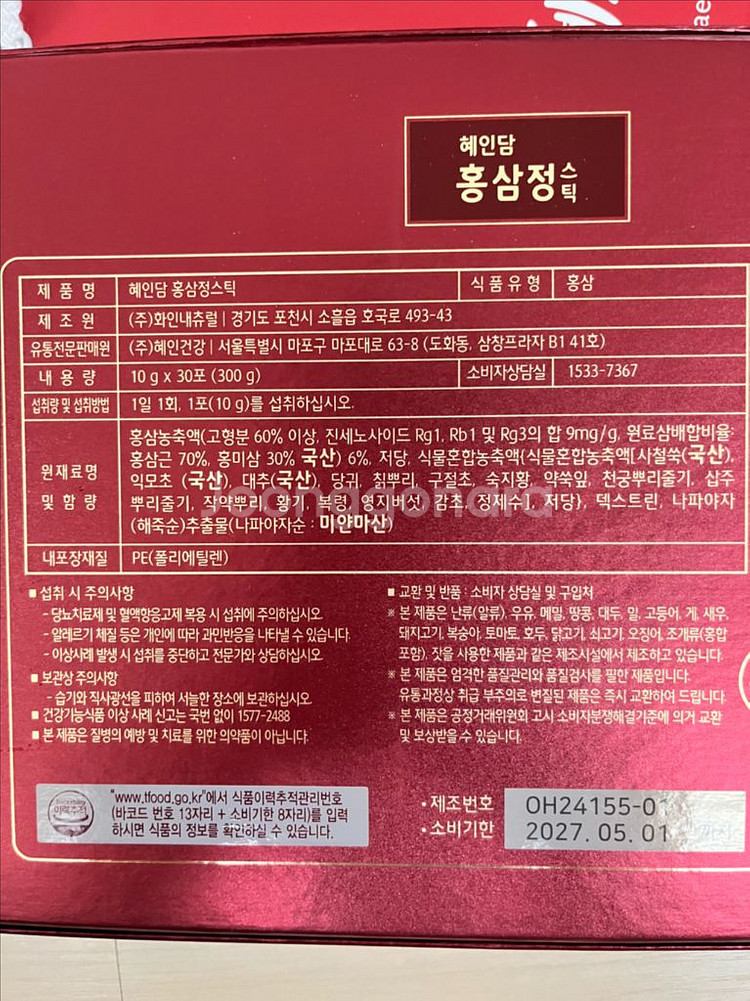 혜인담
홍삼정스틱
제 품 명 혜인담 홍삼정스틱 식품유형 홍삼
제 조 원 (주)화인내츄럴 | 경기도 포천시 소흘읍 호국로 493-43
유통전문판매원 (주)혜인건강 | 서울특별시 마포구 마포대로 63-8 (도화동, 삼창프라자 B1 41호)
내 용 량 10 g x 30포 (300 g) 소비자상담실 1533-7367
섭취량 및 섭취방법 1일 1회, 1포(10 g)를 섭취하십시오.
원재료명 및 함량
홍삼농축액(고형분 60% 이상, 진세노사이드 Rg1, Rb1 및 Rg3의 합 9mg/g, 원료삼배합비율:
홍삼근 70%, 홍미삼 30% 국산) 6%, 저당, 식물혼합농축액{식물혼합농축액[사철쑥(국산),
익모초 (국산), 대추(국산), 당귀, 칡뿌리, 구절초, 숙지황, 약쑥잎, 천궁뿌리줄기, 삽주
뿌리줄기, 작약뿌리, 황기, 복령, 영지버섯, 감초, 정제수], 저당}, 덱스트린, 나파야자
(해죽순)추출물(나파야자순 : 미얀마산)
내포장재질 PE(폴리에틸렌)
■ 섭취 시 주의사항
- 당뇨치료제 및 혈액항응고제 복용 시 섭취에 주의하십시오.
- 알레르기 체질 등은 개인에 따라 과민반응을 나타낼 수 있습니다.
- 이상사례 발생 시 섭취를 중단하고 전문가와 상담하십시오.
■ 보관상 주의사항
- 습기와 직사광선을 피하여 서늘한 장소에 보관하십시오.
■ 건강기능식품 이상 사례 신고는 국번 없이 1577-2488
■ 본 제품은 질병의 예방 및 치료를 위한 의약품이 아닙니다.
■ 교환 및 반품 : 소비자 상담실 및 구입처
※ 본 제품은 난류(알류), 우유, 메밀, 땅콩, 대두, 밀, 고등어, 게, 새우,
돼지고기, 복숭아, 토마토, 호두, 닭고기, 쇠고기, 오징어, 조개류(홍합
포함), 잣을 사용한 제품과 같은 제조시설에서 제조하고 있습니다.
※ 본 제품은 엄격한 품질관리와 품질검사를 필한 제품입니다.
유통과정상 취급 부주의로 변질된 제품은 즉시 교환하여 드립니다.
※ 본 제품은 공정거래위원회 고시 소비자분쟁해결기준에 의거 교환
및 보상받을 수 있습니다.
이력추적
"www.tfood.go.kr"에서 식품이력추적관리번호
(바코드 번호 13자리 + 소비기한 8자리)를 입력
하시면 식품의 정보를 확인하실 수 있습니다.
• 제조번호 OH24155-01
• 소비기한 2027. 05. 01 까지
Joonggonara